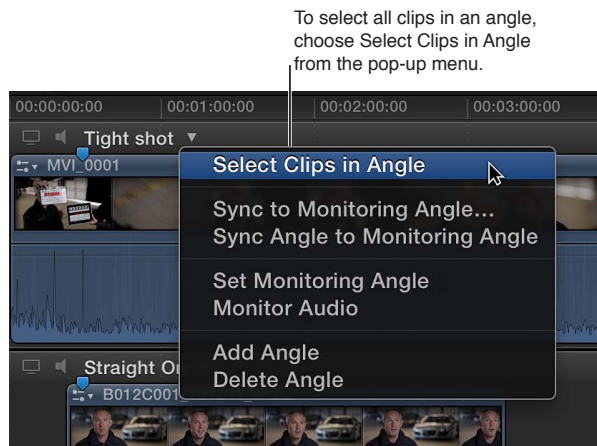 To select all clips in an angle,
choose Select Clips in Angle
from the pop-up menu.
00:00:00:00 00:01:00:00 00:02:00:00 00:03:00:00
Tight shot
MVI_0001
Select Clips in Angle
Sync to Monitoring Angle...
Sync Angle to Monitoring Angle
Set Monitoring Angle
Monitor Audio
Add Angle
Delete Angle
Straight
B012C001